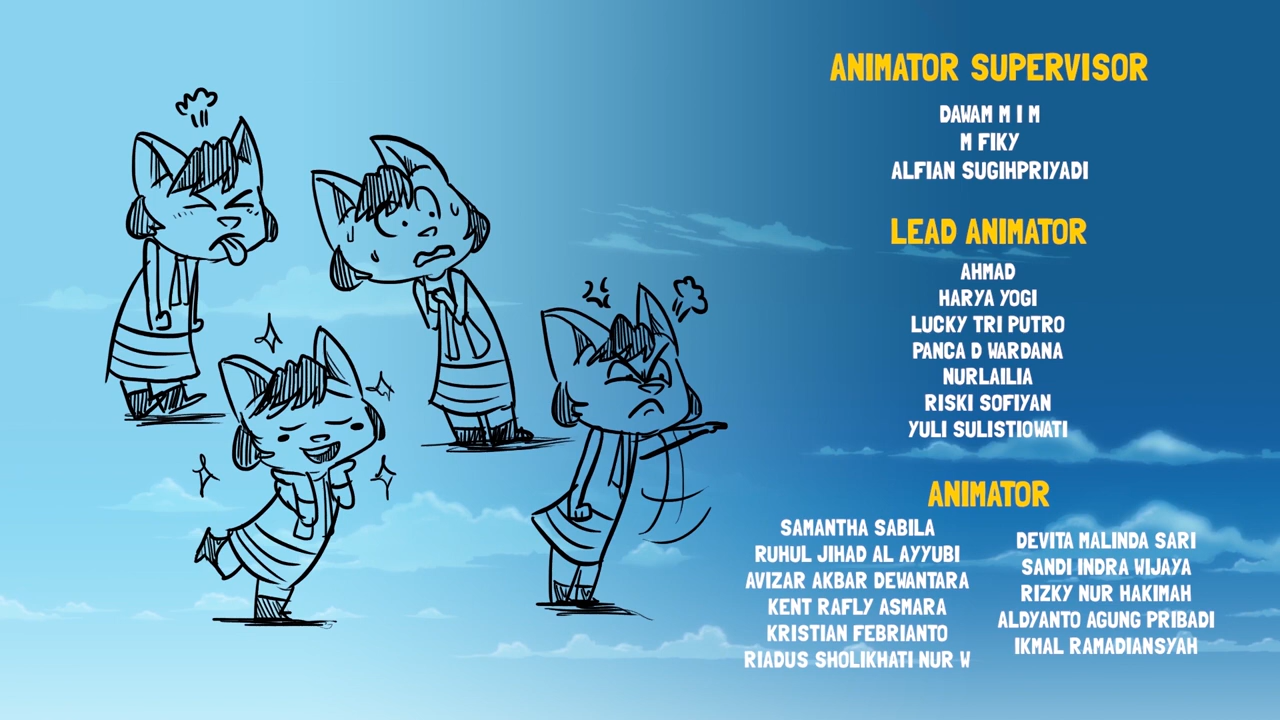 ANIMATOR SUPERVISOR
DAWAM M I M
M FIKY
ALFIAN SUGIHPRIYADI
LEAD ANIMATOR
AHMAD
HARYA YOGI
LUCKY TRI PUTRO
PANCA D WARDANA
NURLAILIA
RISKI SOFIYAN
YULI SULISTIOWATI
ANIMATOR
SAMANTHA SABILA
RUHUL JIHAD AL AYYUBI
AVIZAR AKBAR DEWANTARA
KENT RAFLY ASMARA
KRISTIAN FEBRIANTO
RIADUS SHOLIKHATI NUR W
DEVITA MALINDA SARI
SANDI INDRA WIJAYA
RIZKY NUR HAKIMAH
ALDYANTO AGUNG PRIBADI
IKMAL RAMADIANSYAH